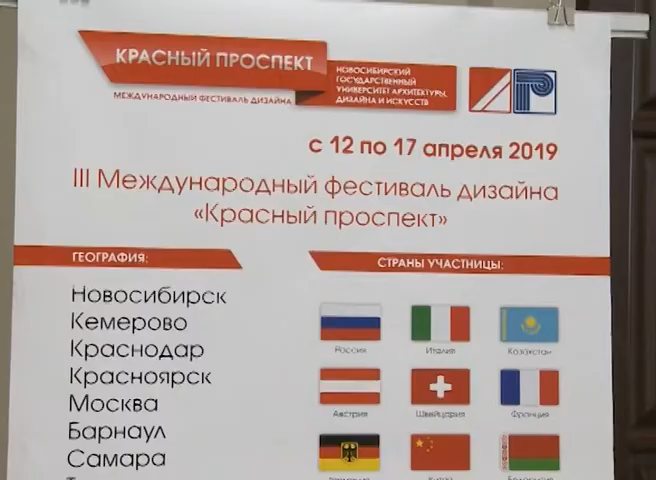 КРАСНЫЙ ПРОСПЕКТ
МЕЖДУНАРОДНЫЙ ФЕСТИВАЛЬ ДИЗАЙНА
НОВОСИБИРСКИЙ
ГОСУДАРСТВЕННЫЙ
УНИВЕРСИТЕТ АРХИТЕКТУРЫ,
ДИЗАЙНА И ИСКУССТВ
с 12 по 17 апреля 2019
III Международный фестиваль дизайна
«Красный проспект»
ГЕОГРАФИЯ:
Новосибирск
Кемерово
Краснодар
Красноярск
Москва
Барнаул
Самара
СТРАНЫ УЧАСТНИЦЫ:
Россия Италия Казахстан
Австрия Швейцария Франция